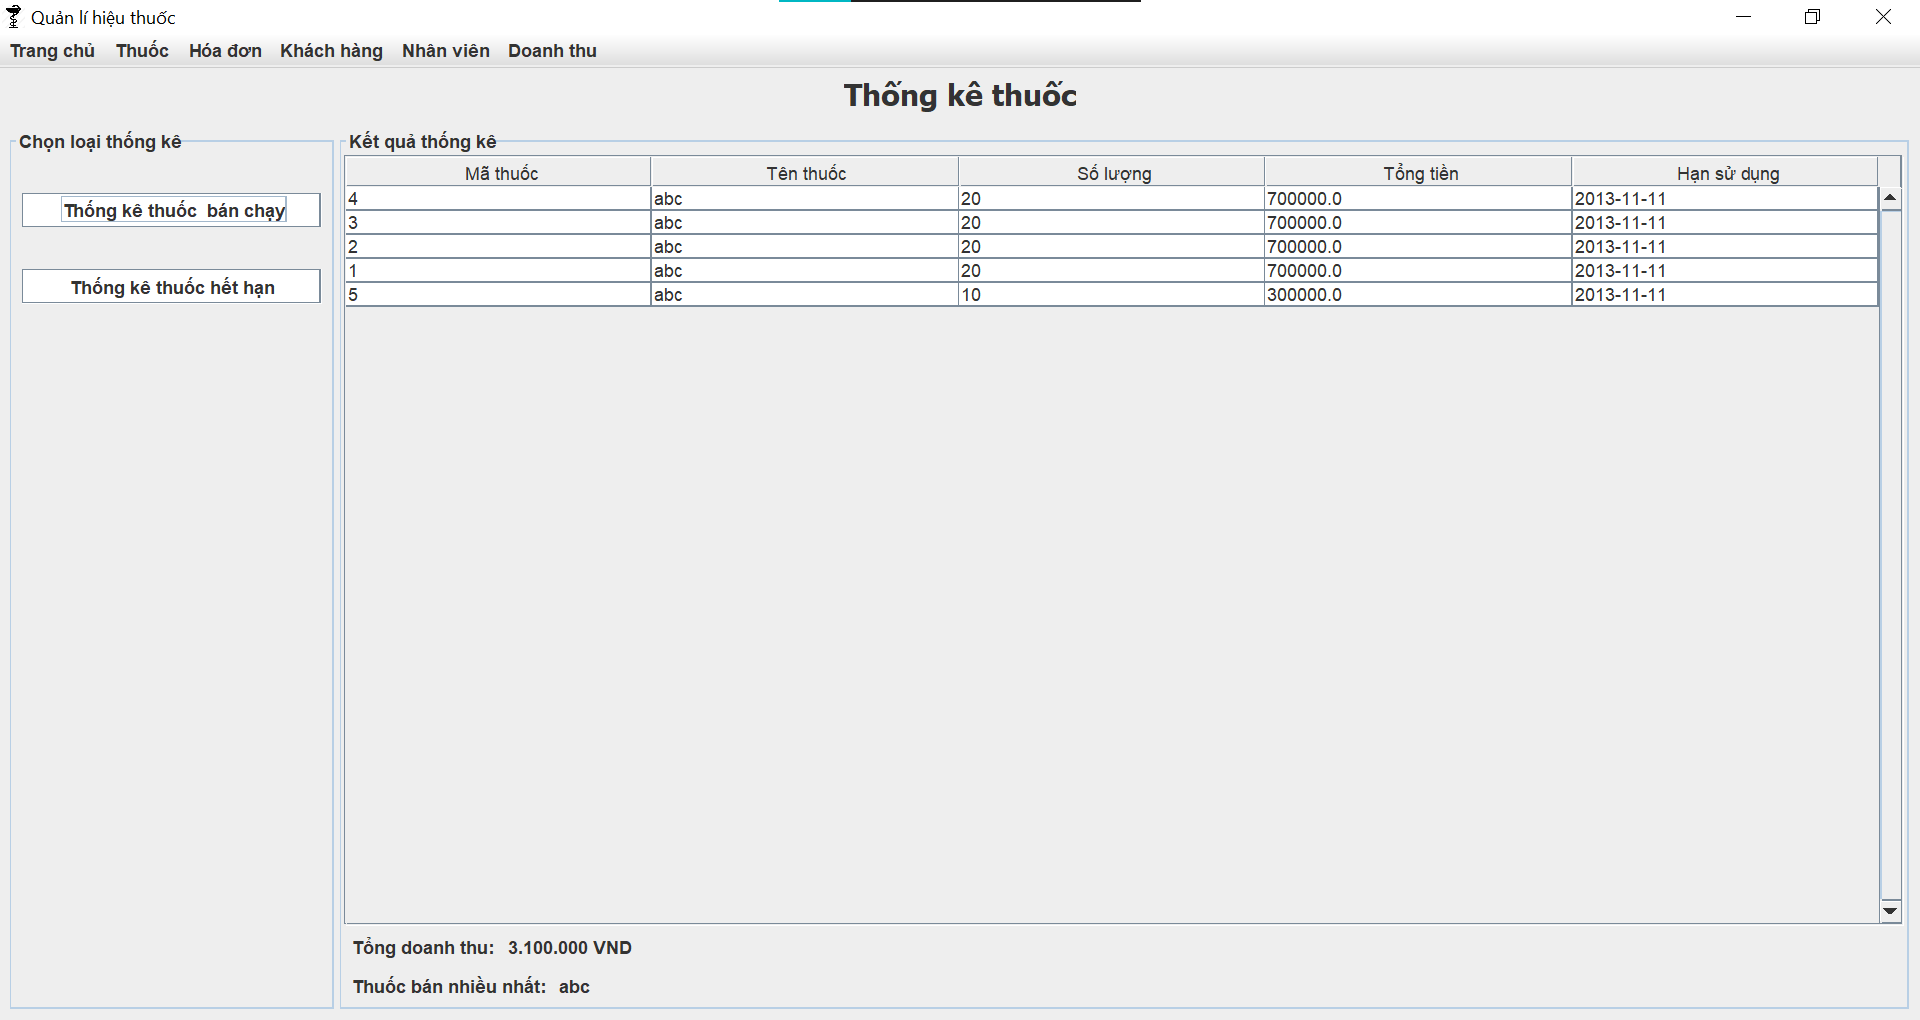 Quản lí hiệu thuốc
Trang chủ Thuốc Hóa đơn Khách hàng Nhân viên Doanh thu
Thống kê thuốc
Chọn loại thống kê
Thống kê thuốc  bán chạy
Thống kê thuốc hết hạn
Kết quả thống kê
Mã thuốc Tên thuốc Số lượng Tổng tiền Hạn sử dụng
4 abc 20 700000.0 2013-11-11
3 abc 20 700000.0 2013-11-11
2 abc 20 700000.0 2013-11-11
1 abc 20 700000.0 2013-11-11
5 abc 10 300000.0 2013-11-11
Tổng doanh thu: 3.100.000 VND
Thuốc bán nhiều nhất: abc